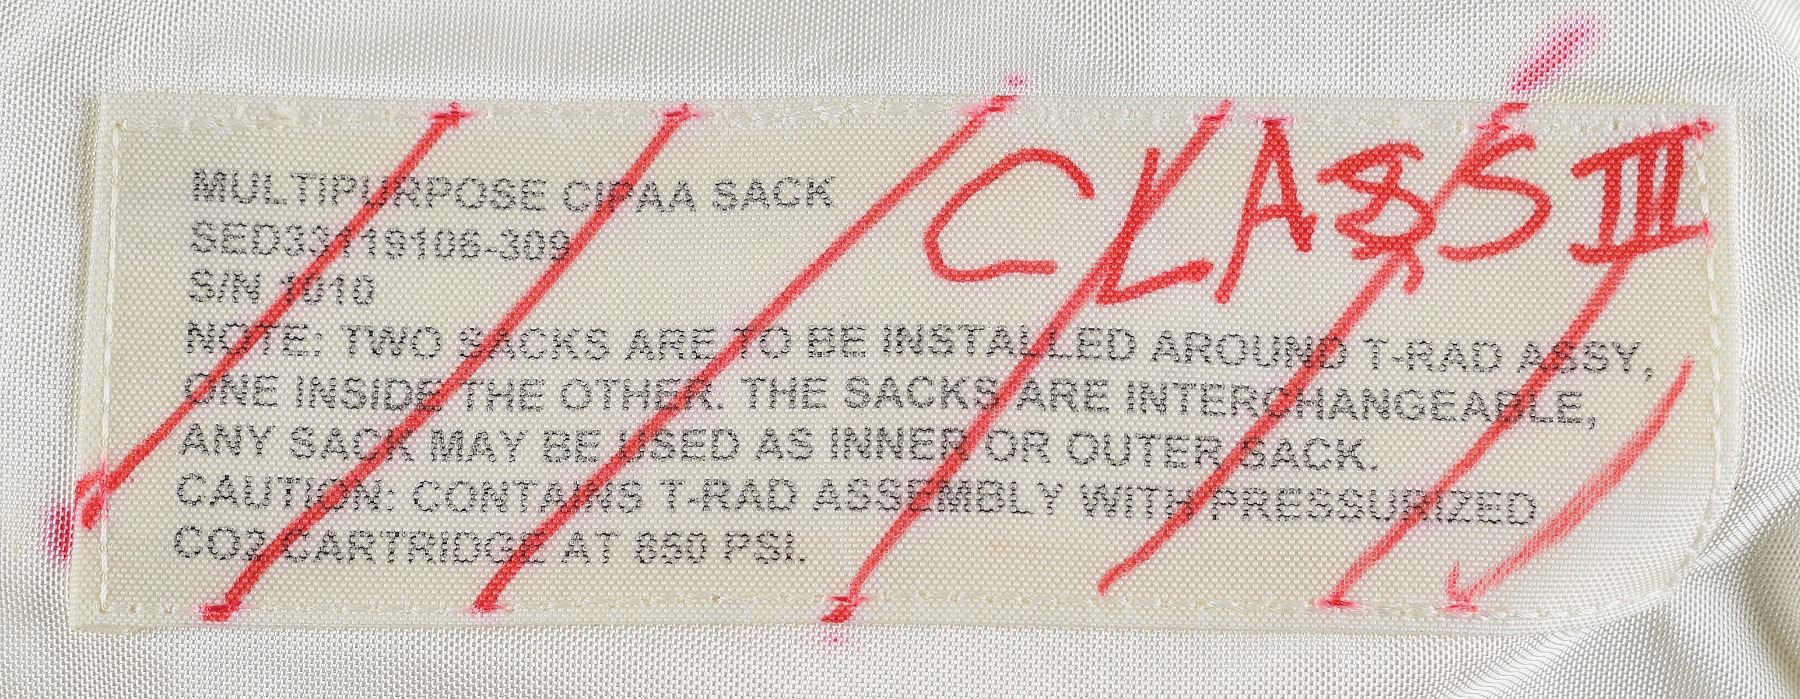 CLASS III
MULTIPURPOSE CIPAA SACK
SED33119106-309
S/N 1010
NOTE: TWO SACKS ARE TO BE INSTALLED AROUND T-RAD ASSY,
ONE INSIDE THE OTHER. THE SACKS ARE INTERCHANGEABLE,
ANY SACK MAY BE USED AS INNER OR OUTER SACK.
CAUTION: CONTAINS T-RAD ASSEMBLY WITH PRESSURIZED
CO2 CARTRIDGE AT 850 PSI.